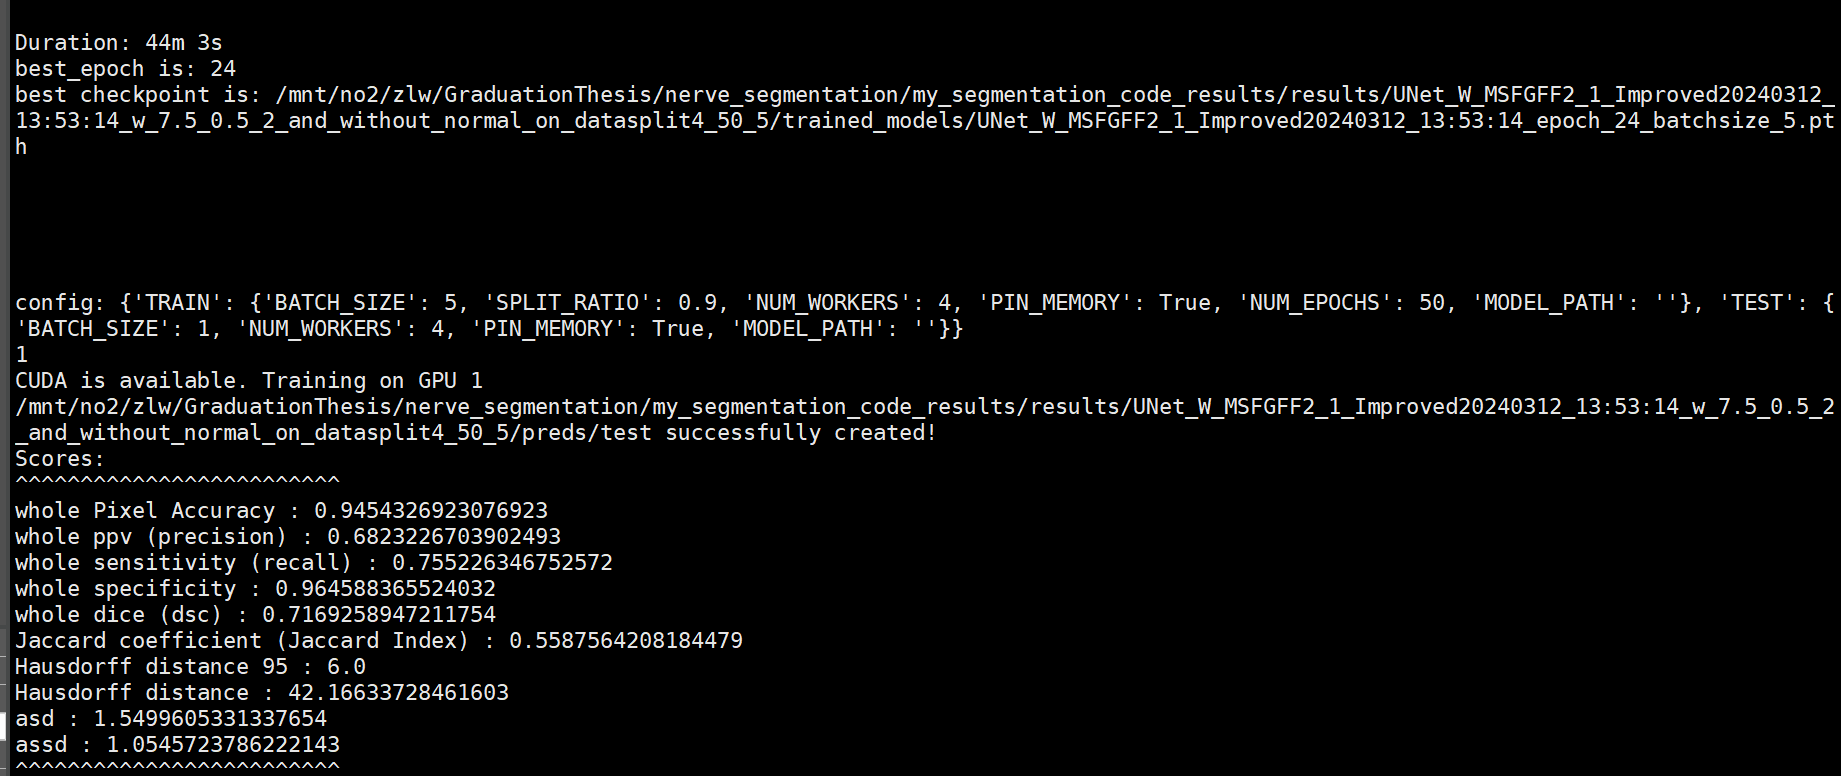 Duration: 44m 3s
best_epoch is: 24
best checkpoint is: /mnt/no2/zlw/GraduationThesis/nerve_segmentation/my_segmentation_code_results/results/UNet_W_MSFGFF2_1_Improved20240312_
13:53:14_w_7.5_0.5_2_and_without_normal_on_datasplit4_50_5/trained_models/UNet_W_MSFGFF2_1_Improved20240312_13:53:14_epoch_24_batchsize_5.pt
h
config: {'TRAIN': {'BATCH_SIZE': 5, 'SPLIT_RATIO': 0.9, 'NUM_WORKERS': 4, 'PIN_MEMORY': True, 'NUM_EPOCHS': 50, 'MODEL_PATH': ''}, 'TEST': {
'BATCH_SIZE': 1, 'NUM_WORKERS': 4, 'PIN_MEMORY': True, 'MODEL_PATH': ''}}
1
CUDA is available. Training on GPU 1
/mnt/no2/zlw/GraduationThesis/nerve_segmentation/my_segmentation_code_results/results/UNet_W_MSFGFF2_1_Improved20240312_13:53:14_w_7.5_0.5_2
_and_without_normal_on_datasplit4_50_5/preds/test successfully created!
Scores:
^^^^^^^^^^^^^^^^^^^^^^^^^
whole Pixel Accuracy : 0.9454326923076923
whole ppv (precision) : 0.6823226703902493
whole sensitivity (recall) : 0.755226346752572
whole specificity : 0.964588365524032
whole dice (dsc) : 0.7169258947211754
Jaccard coefficient (Jaccard Index) : 0.5587564208184479
Hausdorff distance 95 : 6.0
Hausdorff distance : 42.16633728461603
asd : 1.5499605331337654
assd : 1.0545723786222143
^^^^^^^^^^^^^^^^^^^^^^^^^